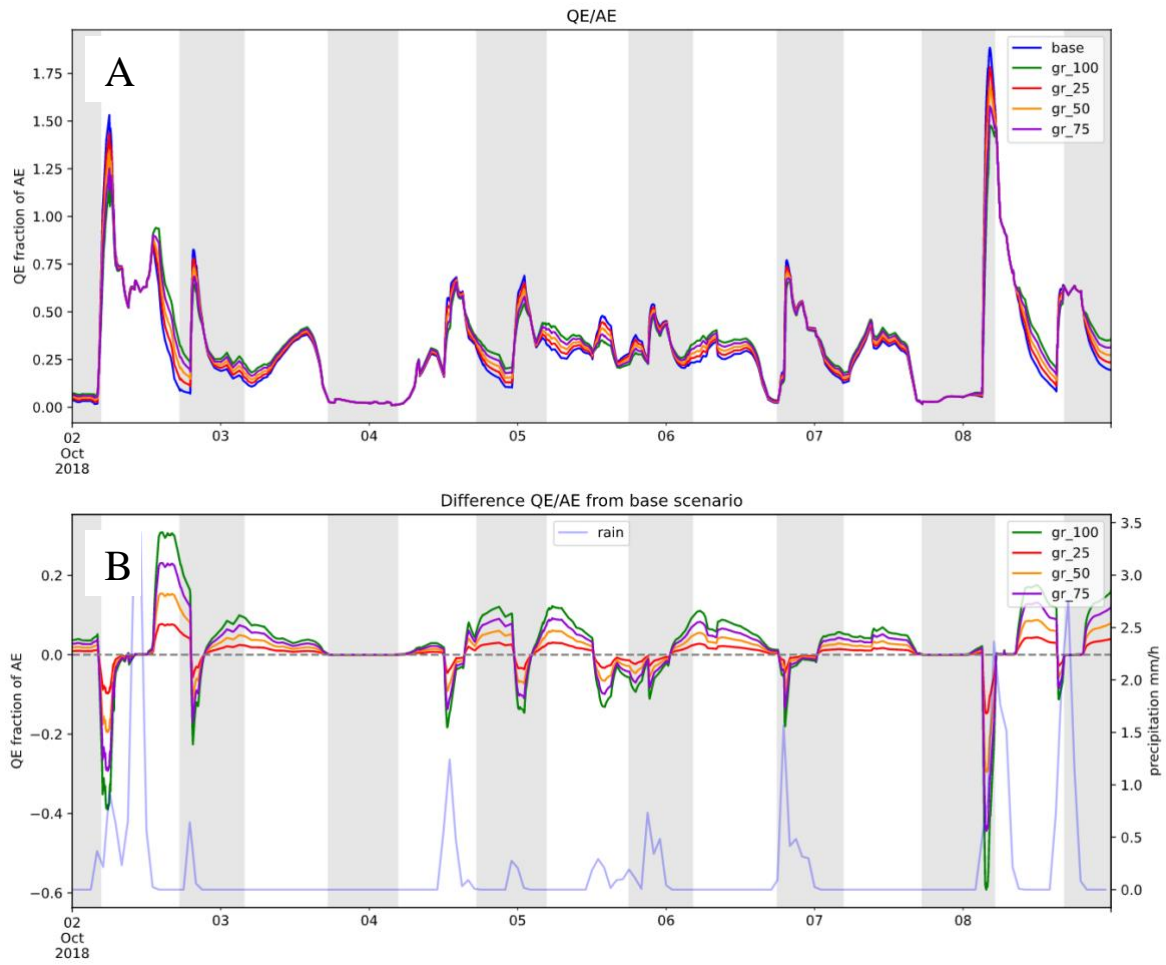 QE/AE
A
base
gr_100
gr_25
gr_50
gr_75
QE fraction of AE
1.75
1.50
1.25
1.00
0.75
0.50
0.25
0.00
02 03 04 05 06 07 08
Oct
2018
Difference QE/AE from base scenario
B
rain
gr_100
gr_25
gr_50
gr_75
QE fraction of AE
0.2
0.0
−0.2
−0.4
−0.6
3.5
3.0
2.5
2.0
1.5
1.0
0.5
0.0
precipitation mm/h
02 03 04 05 06 07 08
Oct
2018